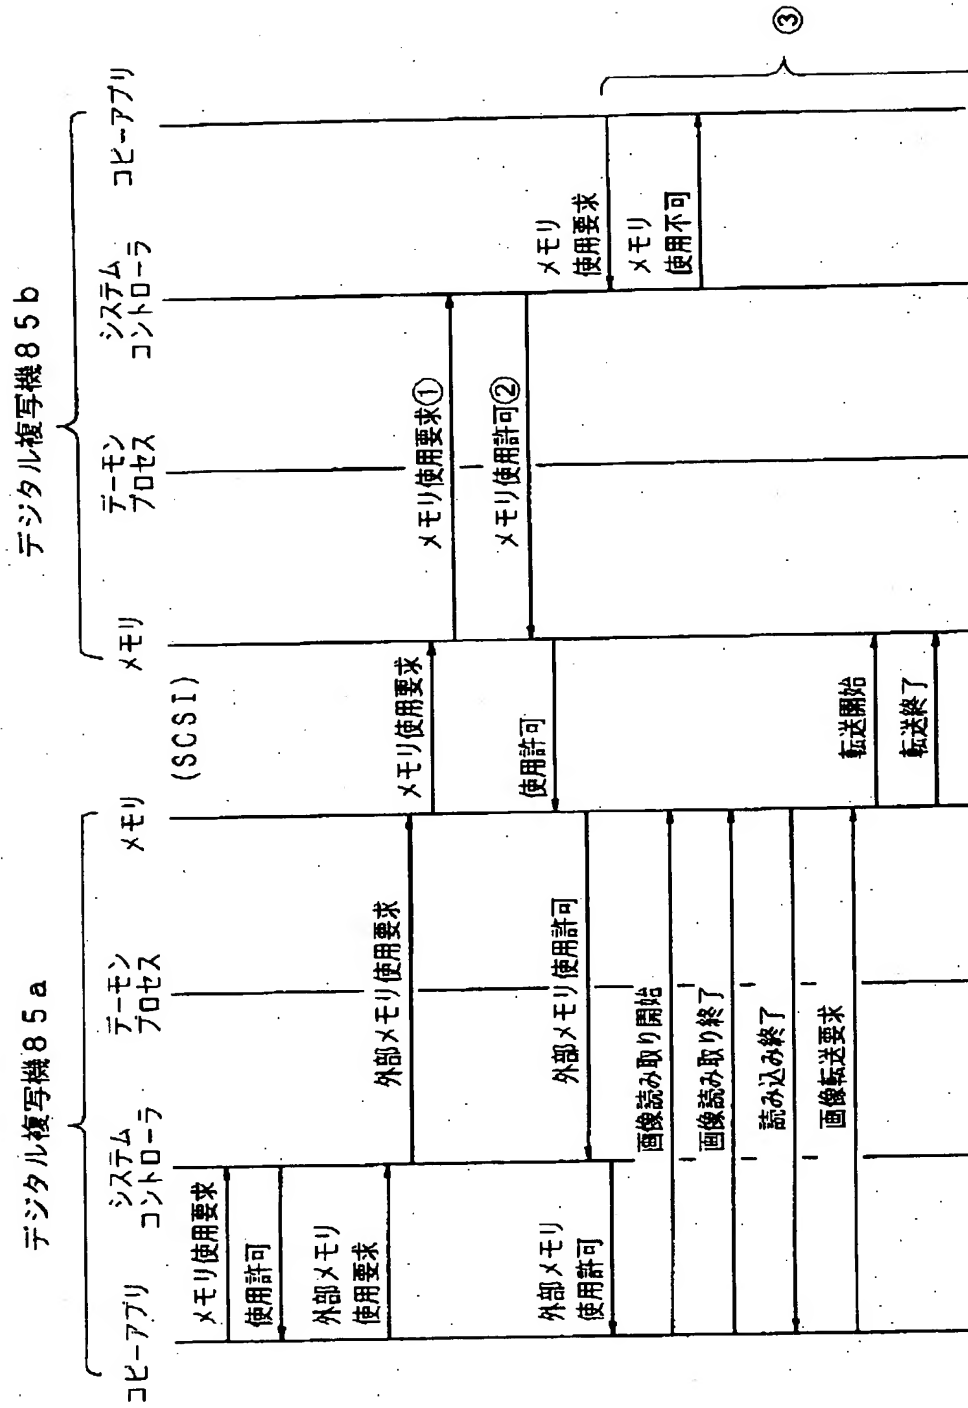 デジタル複写機85a
デジタル複写機85b
コピーアプリ
システム
コントローラ
デーモン
プロセス
メモリ
(SCSI)
メモリ
デーモン
プロセス
システム
コントローラ
コピーアプリ
メモリ使用要求
使用許可
外部メモリ
使用要求
外部メモリ使用要求
メモリ使用要求
メモリ使用要求①
メモリ使用許可②
使用許可
外部メモリ使用許可
外部メモリ
使用許可
メモリ
使用要求
画像読み取り開始
メモリ
使用不可
画像読み取り終了
読み込み終了
画像転送要求
転送開始
転送終了
③